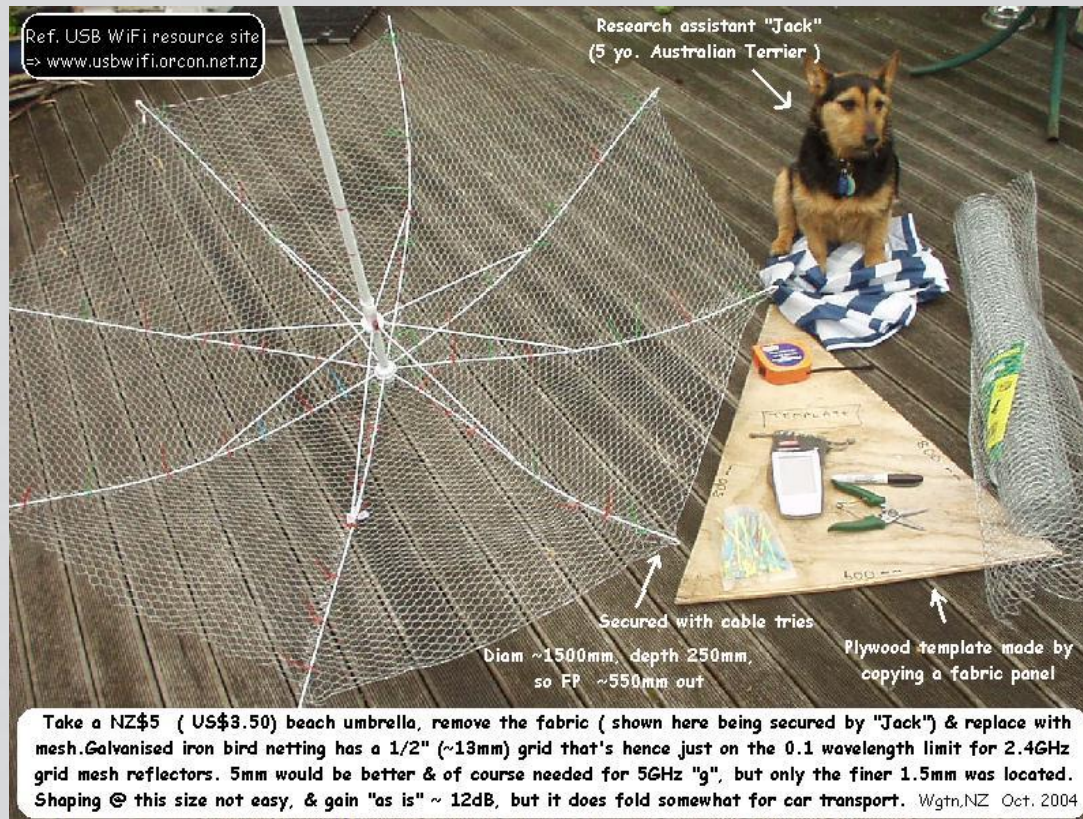 Ref. USB WiFi resource site
=> www.usbwifi.orcon.net.nz
Research assistant "Jack"
(5 yo. Australian Terrier )
TEMPLATE
800
800
600mm
Secured with cable tries
Diam ~1500mm, depth 250mm,
so FP ~550mm out
Plywood template made by
copying a fabric panel
Take a NZ$5 ( US$3.50) beach umbrella, remove the fabric ( shown here being secured by "Jack") & replace with
mesh.Galvanised iron bird netting has a 1/2" (~13mm) grid that's hence just on the 0.1 wavelength limit for 2.4GHz
grid mesh reflectors. 5mm would be better & of course needed for 5GHz "g", but only the finer 1.5mm was located.
Shaping @ this size not easy, & gain "as is" ~ 12dB, but it does fold somewhat for car transport. Wgtn,NZ Oct. 2004